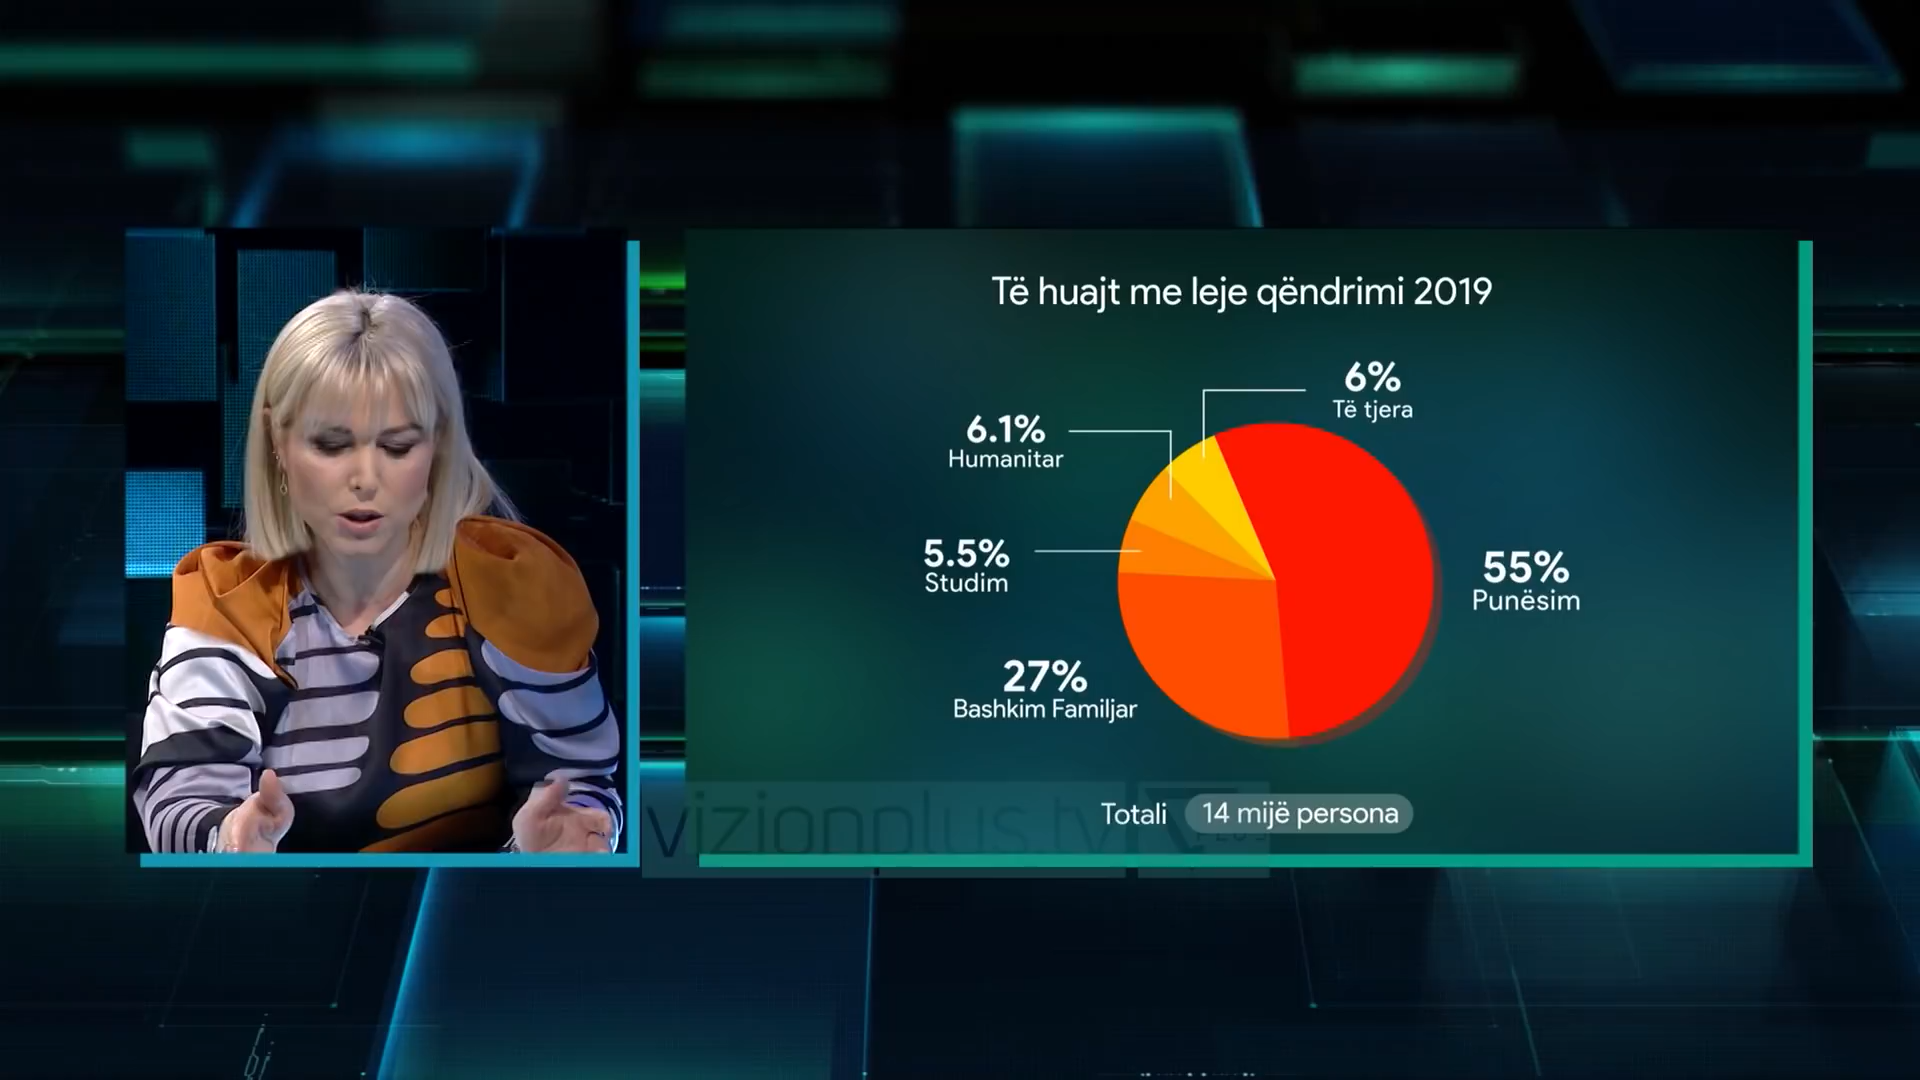 Të huajt me leje qëndrimi 2019
6%
Të tjera
6.1%
Humanitar
5.5%
Studim
55%
Punësim
27%
Bashkim Familjar
Totali 14 mijë persona
vizionplus.tv